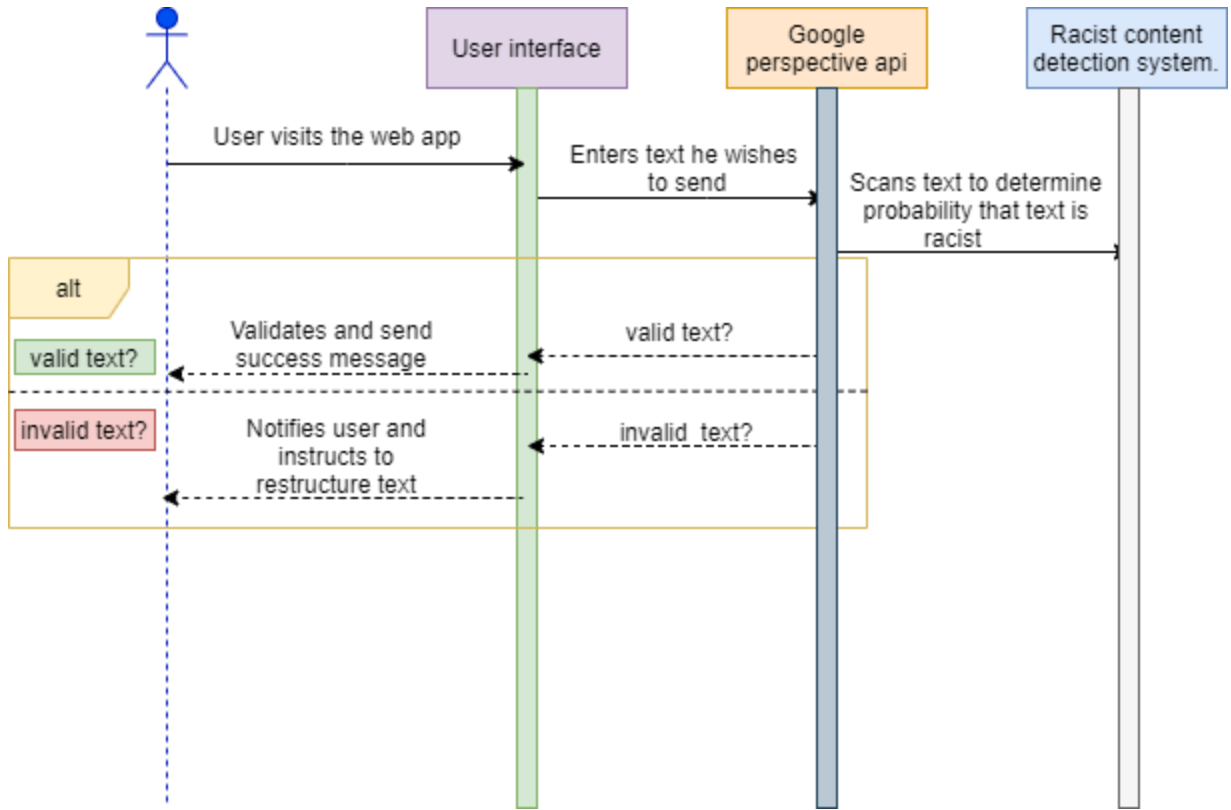 User interface
Google
perspective api
Racist content
detection system.
User visits the web app
Enters text he wishes
to send
Scans text to determine
probability that text is
racist
alt
valid text?
Validates and send
success message
valid text?
invalid text?
Notifies user and
instructs to
restructure text
invalid  text?